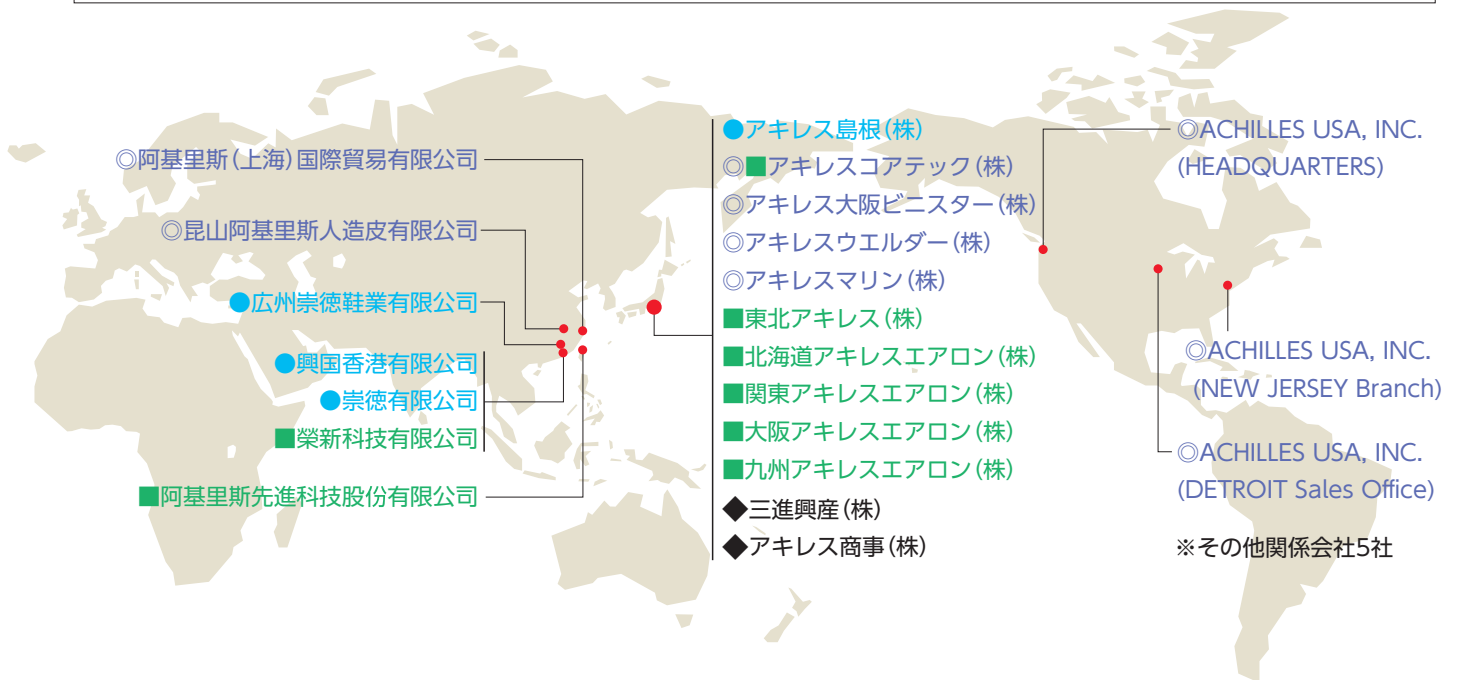 ◎阿基里斯(上海)国際貿易有限公司
◎昆山阿基里斯人造皮有限公司
●広州崇徳鞋業有限公司
●興国香港有限公司
●崇徳有限公司
■榮新科技有限公司
■阿基里斯先進科技股份有限公司
●アキレス島根(株)
◎■アキレスコアテック(株)
◎アキレス大阪ビニスター(株)
◎アキレスウエルダー(株)
◎アキレスマリン(株)
■東北アキレス(株)
■北海道アキレスエアロン(株)
■関東アキレスエアロン(株)
■大阪アキレスエアロン(株)
■九州アキレスエアロン(株)
◆三進興産(株)
◆アキレス商事(株)
◎ACHILLES USA, INC.
(HEADQUARTERS)
◎ACHILLES USA, INC.
(NEW JERSEY Branch)
◎ACHILLES USA, INC.
(DETROIT Sales Office)
※その他関係会社5社